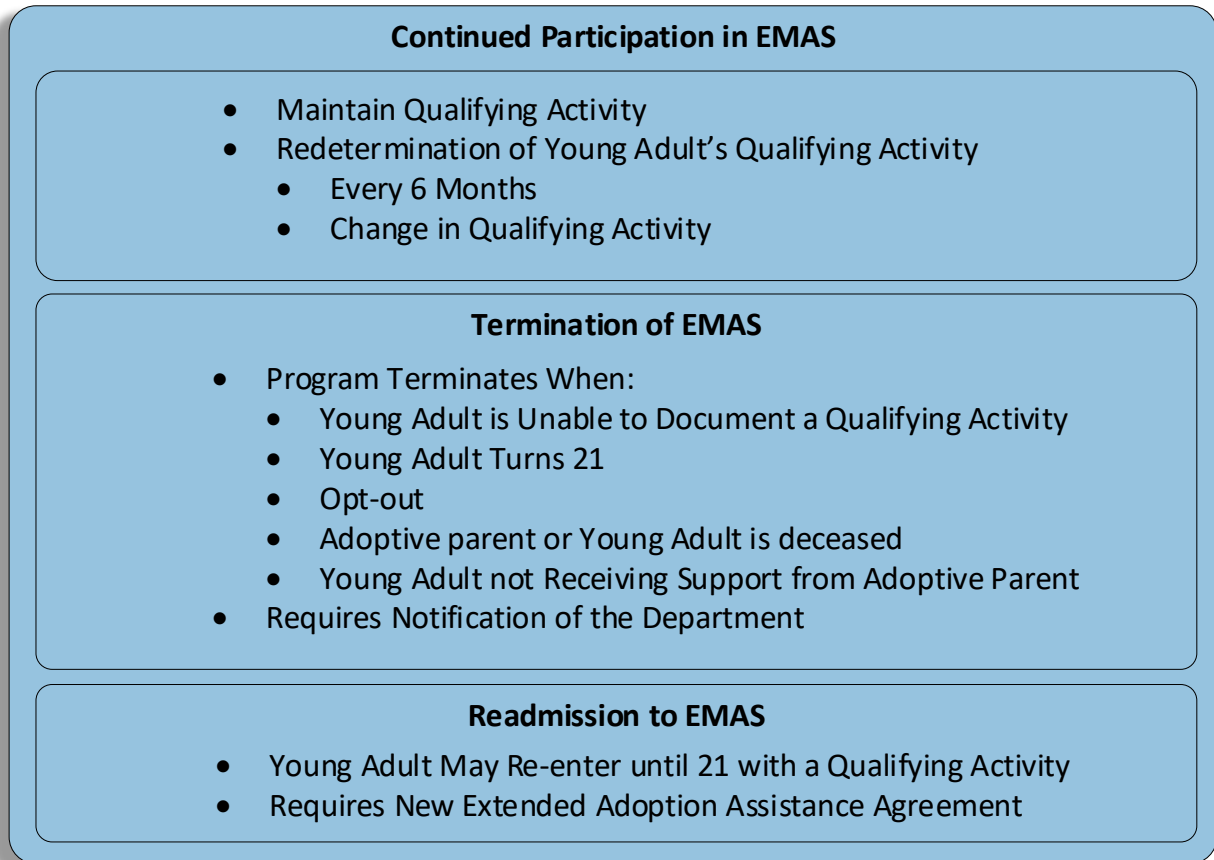 Continued Participation in EMAS
• Maintain Qualifying Activity
• Redetermination of Young Adult’s Qualifying Activity
• Every 6 Months
• Change in Qualifying Activity
Termination of EMAS
• Program Terminates When:
• Young Adult is Unable to Document a Qualifying Activity
• Young Adult Turns 21
• Opt-out
• Adoptive parent or Young Adult is deceased
• Young Adult not Receiving Support from Adoptive Parent
• Requires Notification of the Department
Readmission to EMAS
• Young Adult May Re-enter until 21 with a Qualifying Activity
• Requires New Extended Adoption Assistance Agreement